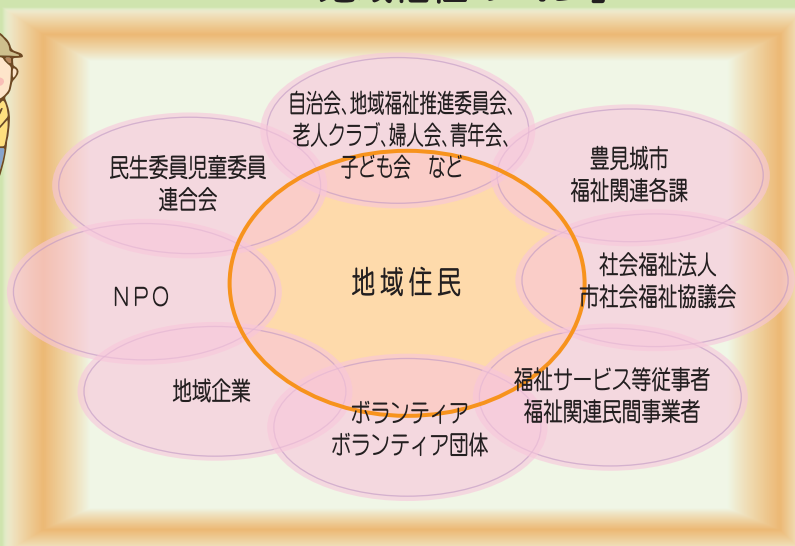 自治会、地域福祉推進委員会、
老人クラブ、婦人会、青年会、
子ども会 など
民生委員児童委員
連合会
豊見城市
福祉関連各課
NPO
地域住民
社会福祉法人
市社会福祉協議会
地域企業
福祉サービス等従事者
福祉関連民間事業者
ボランティア
ボランティア団体